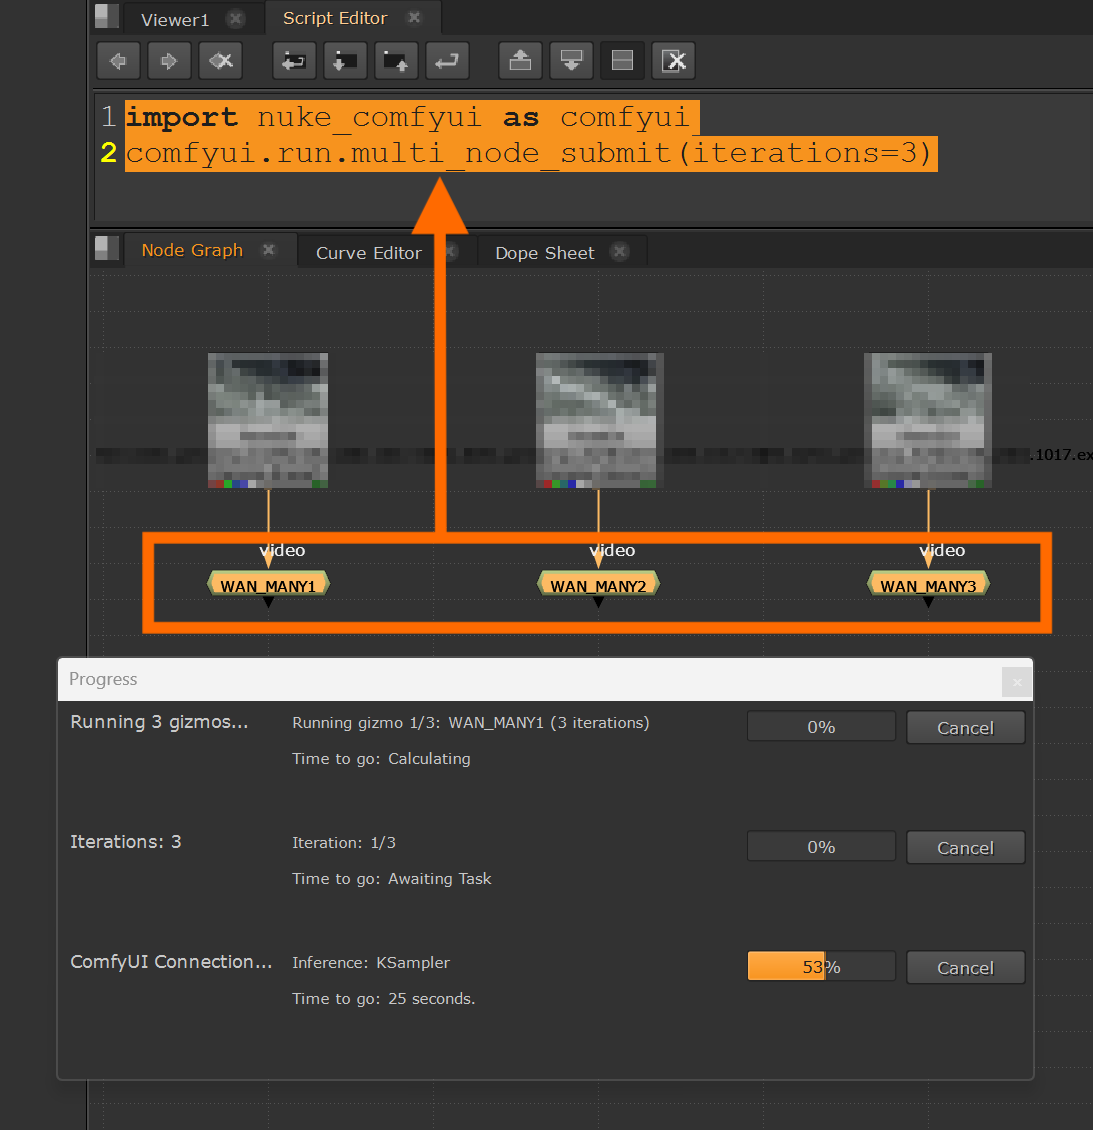 Viewer1
Script Editor
1 import nuke_comfyui as comfyui
2 comfyui.run.multi_node_submit(iterations=3)
Node Graph
Curve Editor
Dope Sheet
.1017.ex
video
video
video
WAN_MANY1
WAN_MANY2
WAN_MANY3
Progress
Running 3 gizmos...
Running gizmo 1/3: WAN_MANY1 (3 iterations)
0%
Cancel
Time to go: Calculating
Iterations: 3
Iteration: 1/3
0%
Cancel
Time to go: Awaiting Task
ComfyUI Connection...
Inference: KSampler
53%
Cancel
Time to go: 25 seconds.